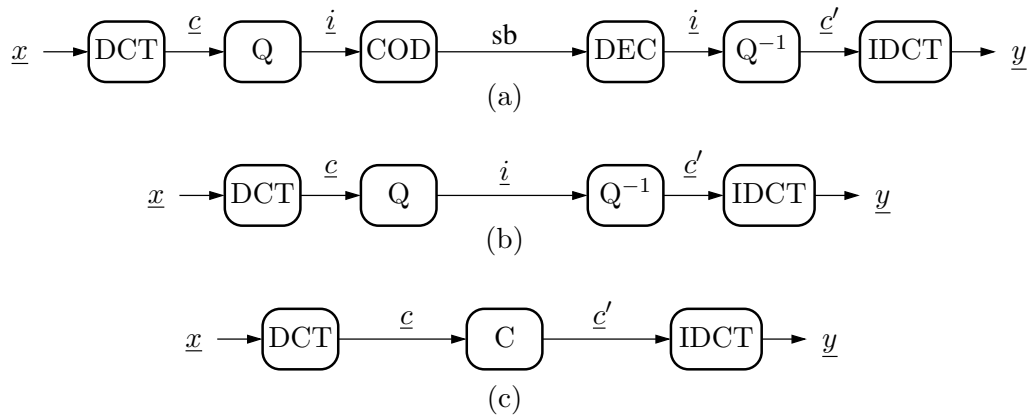 x DCT c Q i COD sb DEC i Q⁻¹ c′ IDCT y
(a)
x DCT c Q i Q⁻¹ c′ IDCT y
(b)
x DCT c C c′ IDCT y
(c)